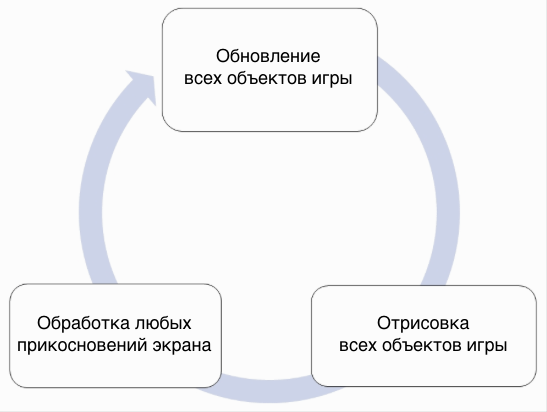 Обновление
всех объектов игры
Обработка любых
прикосновений экрана
Отрисовка
всех объектов игры